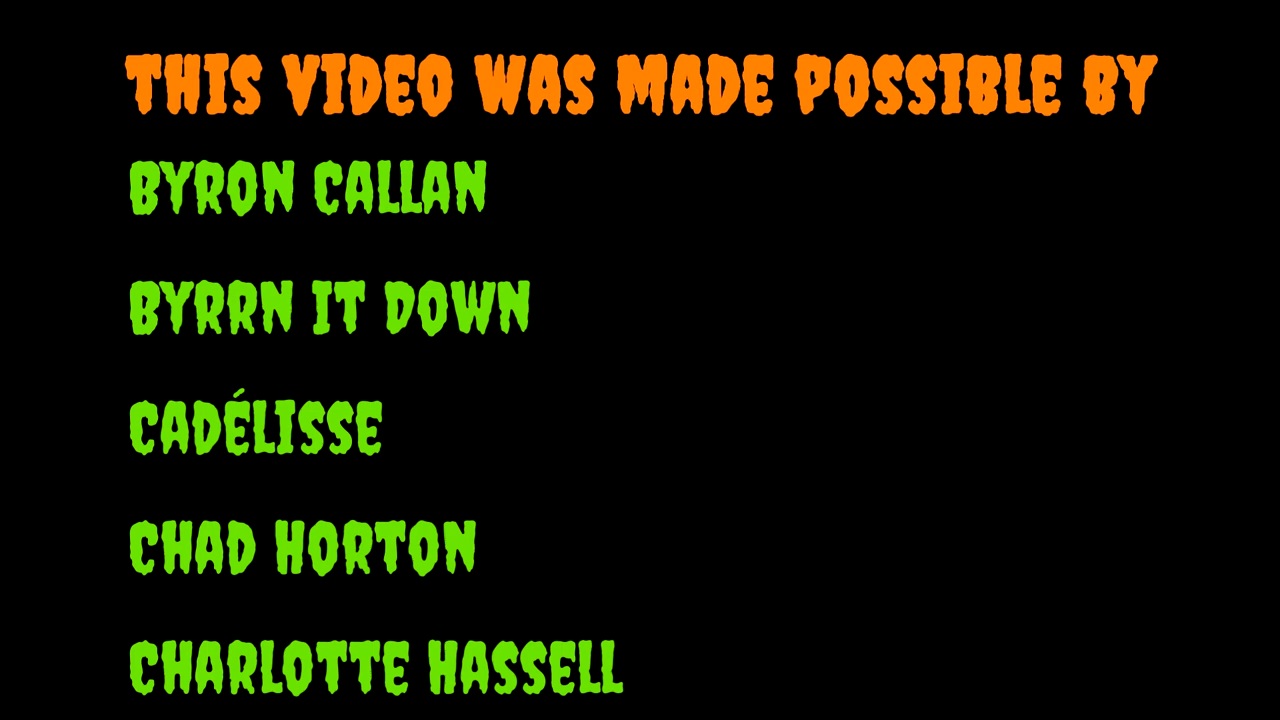 THIS VIDEO WAS MADE POSSIBLE BY
BYRON CALLAN
BYRRN IT DOWN
CADÉLISSE
CHAD HORTON
CHARLOTTE HASSELL